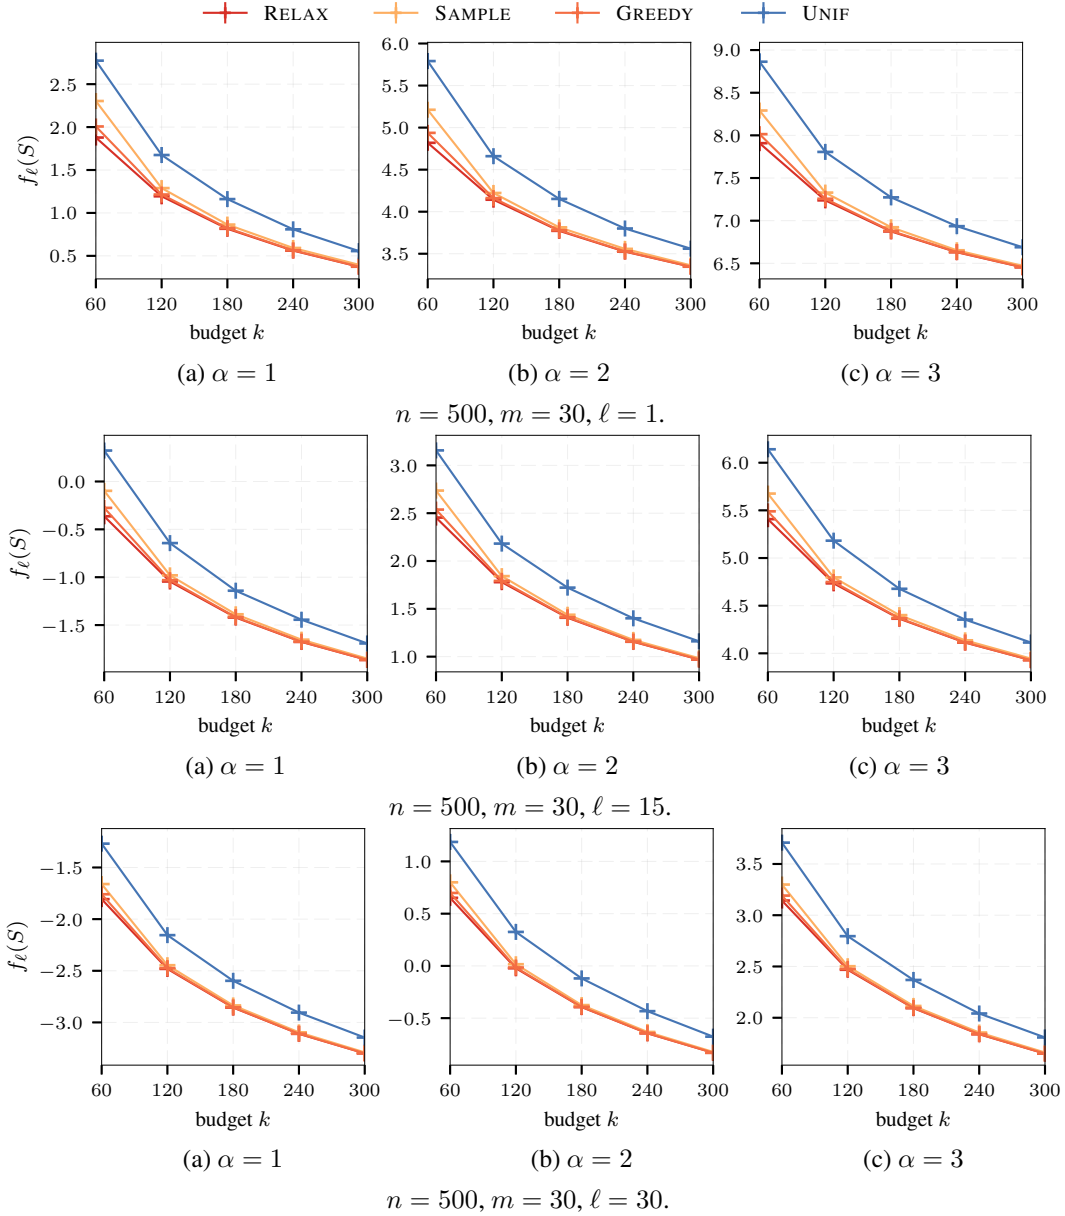 RELAX SAMPLE GREEDY UNIF
2.5
2.0
1.5
1.0
0.5
fℓ(S)
60 120 180 240 300
budget k
(a) α = 1
6.0
5.5
5.0
4.5
4.0
3.5
60 120 180 240 300
budget k
(b) α = 2
9.0
8.5
8.0
7.5
7.0
6.5
60 120 180 240 300
budget k
(c) α = 3
n = 500, m = 30, ℓ = 1.
0.0
−0.5
−1.0
−1.5
fℓ(S)
60 120 180 240 300
budget k
(a) α = 1
3.0
2.5
2.0
1.5
1.0
60 120 180 240 300
budget k
(b) α = 2
6.0
5.5
5.0
4.5
4.0
60 120 180 240 300
budget k
(c) α = 3
n = 500, m = 30, ℓ = 15.
−1.5
−2.0
−2.5
−3.0
fℓ(S)
60 120 180 240 300
budget k
(a) α = 1
1.0
0.5
0.0
−0.5
60 120 180 240 300
budget k
(b) α = 2
3.5
3.0
2.5
2.0
60 120 180 240 300
budget k
(c) α = 3
n = 500, m = 30, ℓ = 30.